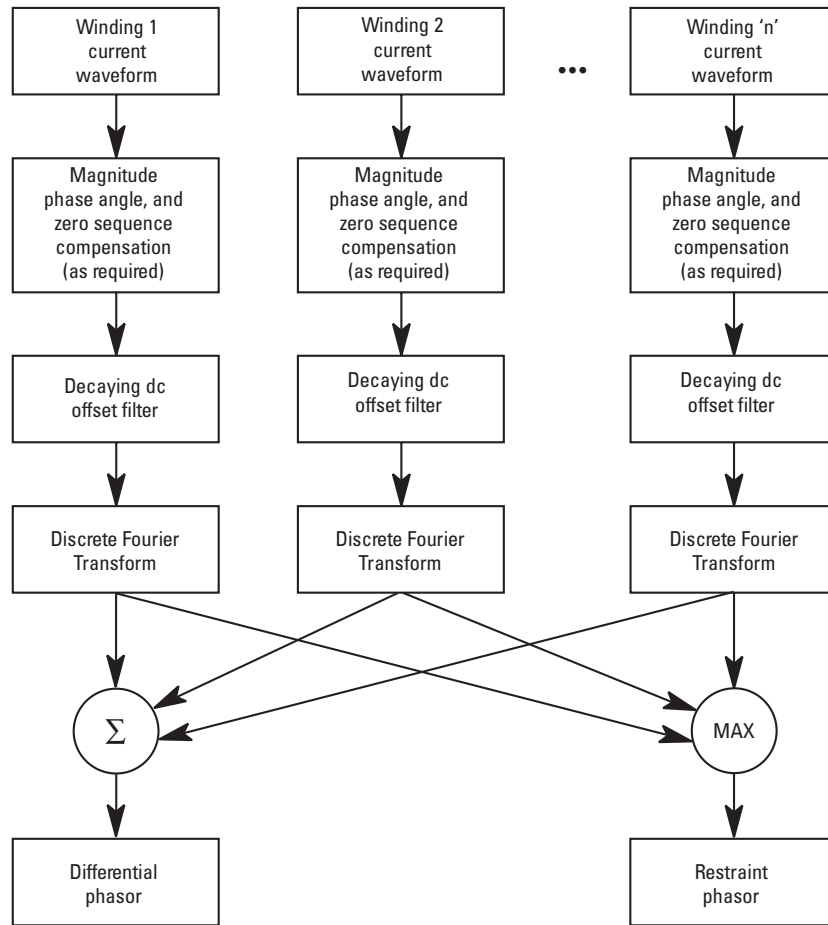 Winding 1
current
waveform
Winding 2
current
waveform
•••
Winding ‘n’
current
waveform
Magnitude
phase angle, and
zero sequence
compensation
(as required)
Magnitude
phase angle, and
zero sequence
compensation
(as required)
Magnitude
phase angle, and
zero sequence
compensation
(as required)
Decaying dc
offset filter
Decaying dc
offset filter
Decaying dc
offset filter
Discrete Fourier
Transform
Discrete Fourier
Transform
Discrete Fourier
Transform
Σ
MAX
Differential
phasor
Restraint
phasor